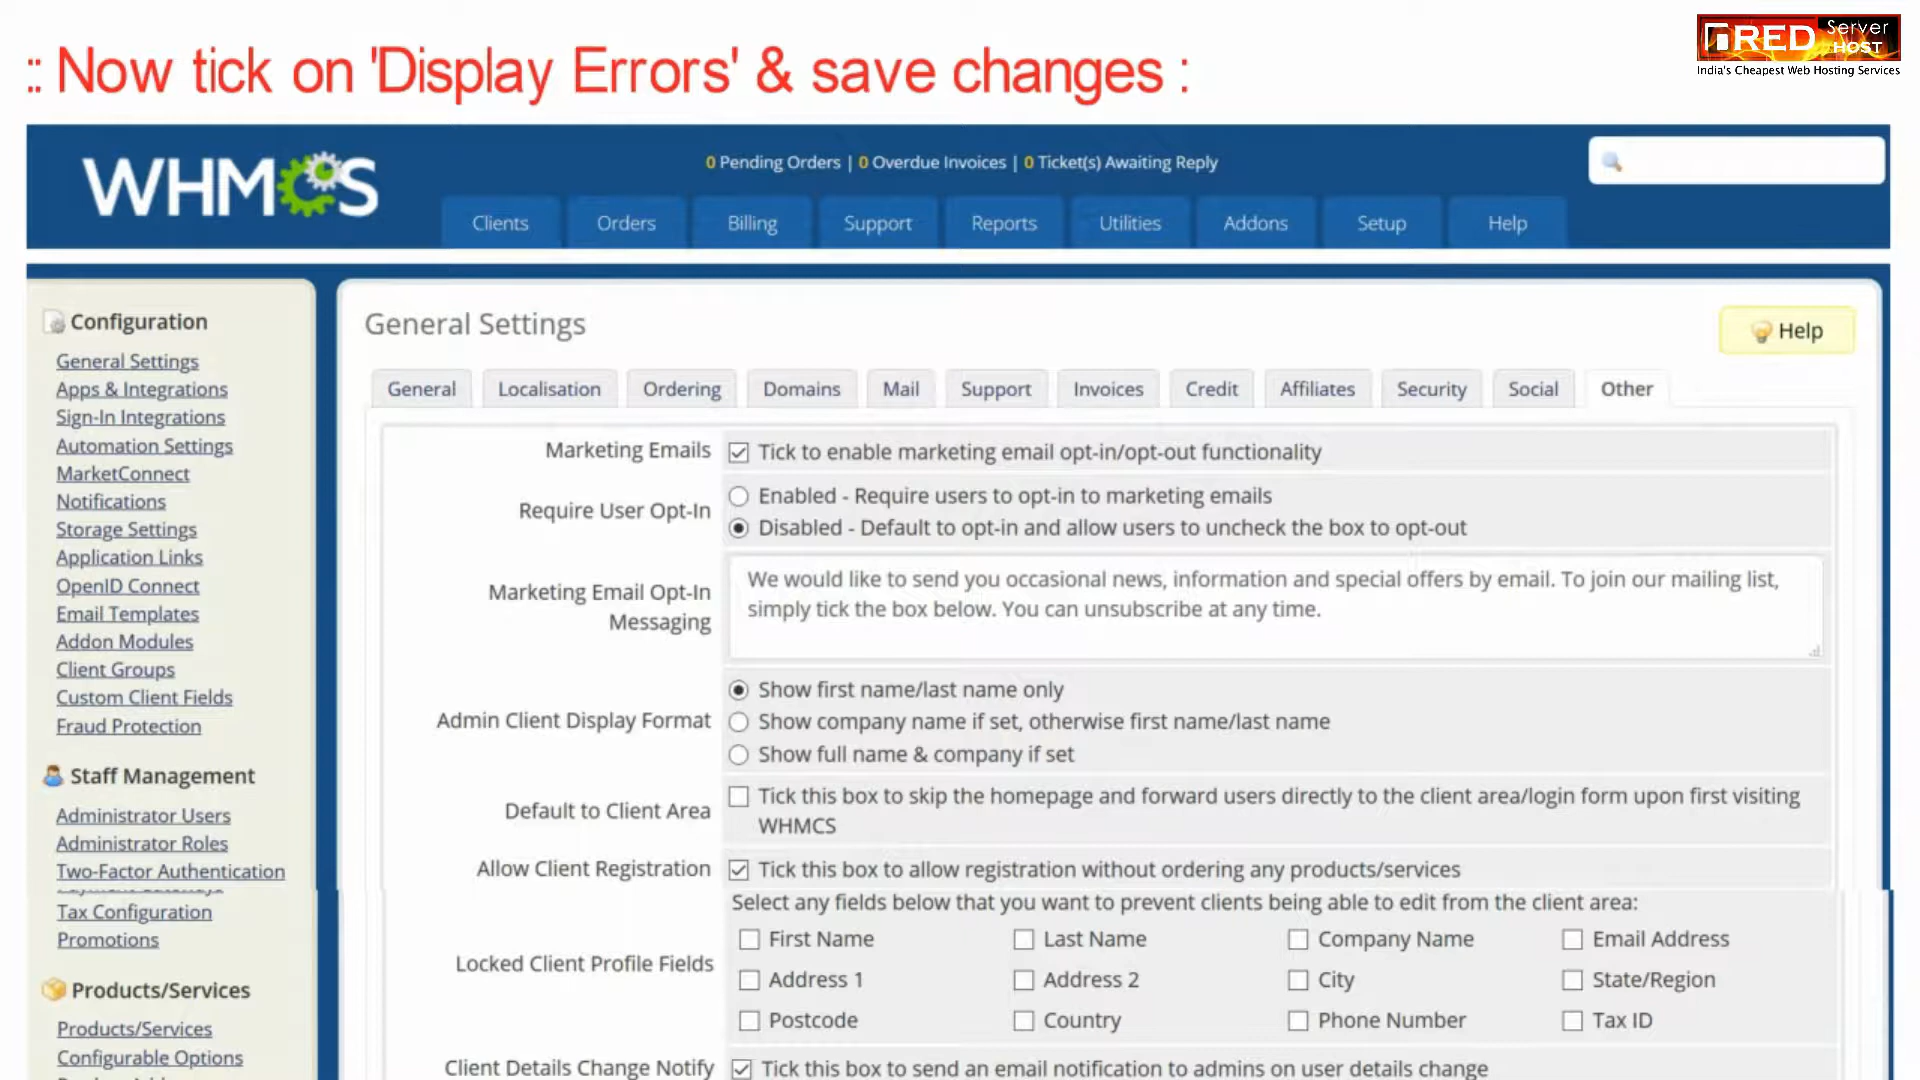 RED Server
HOST
India's Cheapest Web Hosting Services
:: Now tick on 'Display Errors' & save changes :
WHMCS
0 Pending Orders | 0 Overdue Invoices | 0 Ticket(s) Awaiting Reply
Clients Orders Billing Support Reports Utilities Addons Setup Help
Configuration
General Settings
Apps & Integrations
Sign-In Integrations
Automation Settings
MarketConnect
Notifications
Storage Settings
Application Links
OpenID Connect
Email Templates
Addon Modules
Client Groups
Custom Client Fields
Fraud Protection
Staff Management
Administrator Users
Administrator Roles
Two-Factor Authentication
Tax Configuration
Promotions
Products/Services
Products/Services
Configurable Options
General Settings
Help
General Localisation Ordering Domains Mail Support Invoices Credit Affiliates Security Social Other
Marketing Emails Tick to enable marketing email opt-in/opt-out functionality
Require User Opt-In
Enabled - Require users to opt-in to marketing emails
Disabled - Default to opt-in and allow users to uncheck the box to opt-out
Marketing Email Opt-In
Messaging
We would like to send you occasional news, information and special offers by email. To join our mailing list,
simply tick the box below. You can unsubscribe at any time.
Admin Client Display Format
Show first name/last name only
Show company name if set, otherwise first name/last name
Show full name & company if set
Default to Client Area
Tick this box to skip the homepage and forward users directly to the client area/login form upon first visiting
WHMCS
Allow Client Registration Tick this box to allow registration without ordering any products/services
Locked Client Profile Fields
Select any fields below that you want to prevent clients being able to edit from the client area:
First Name Last Name Company Name Email Address
Address 1 Address 2 City State/Region
Postcode Country Phone Number Tax ID
Client Details Change Notify Tick this box to send an email notification to admins on user details change